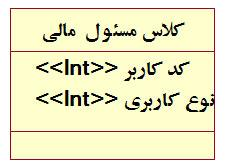 کلاس مسئول مالی
کد کاربر <<Int>>
نوع کاربری <<Int>>